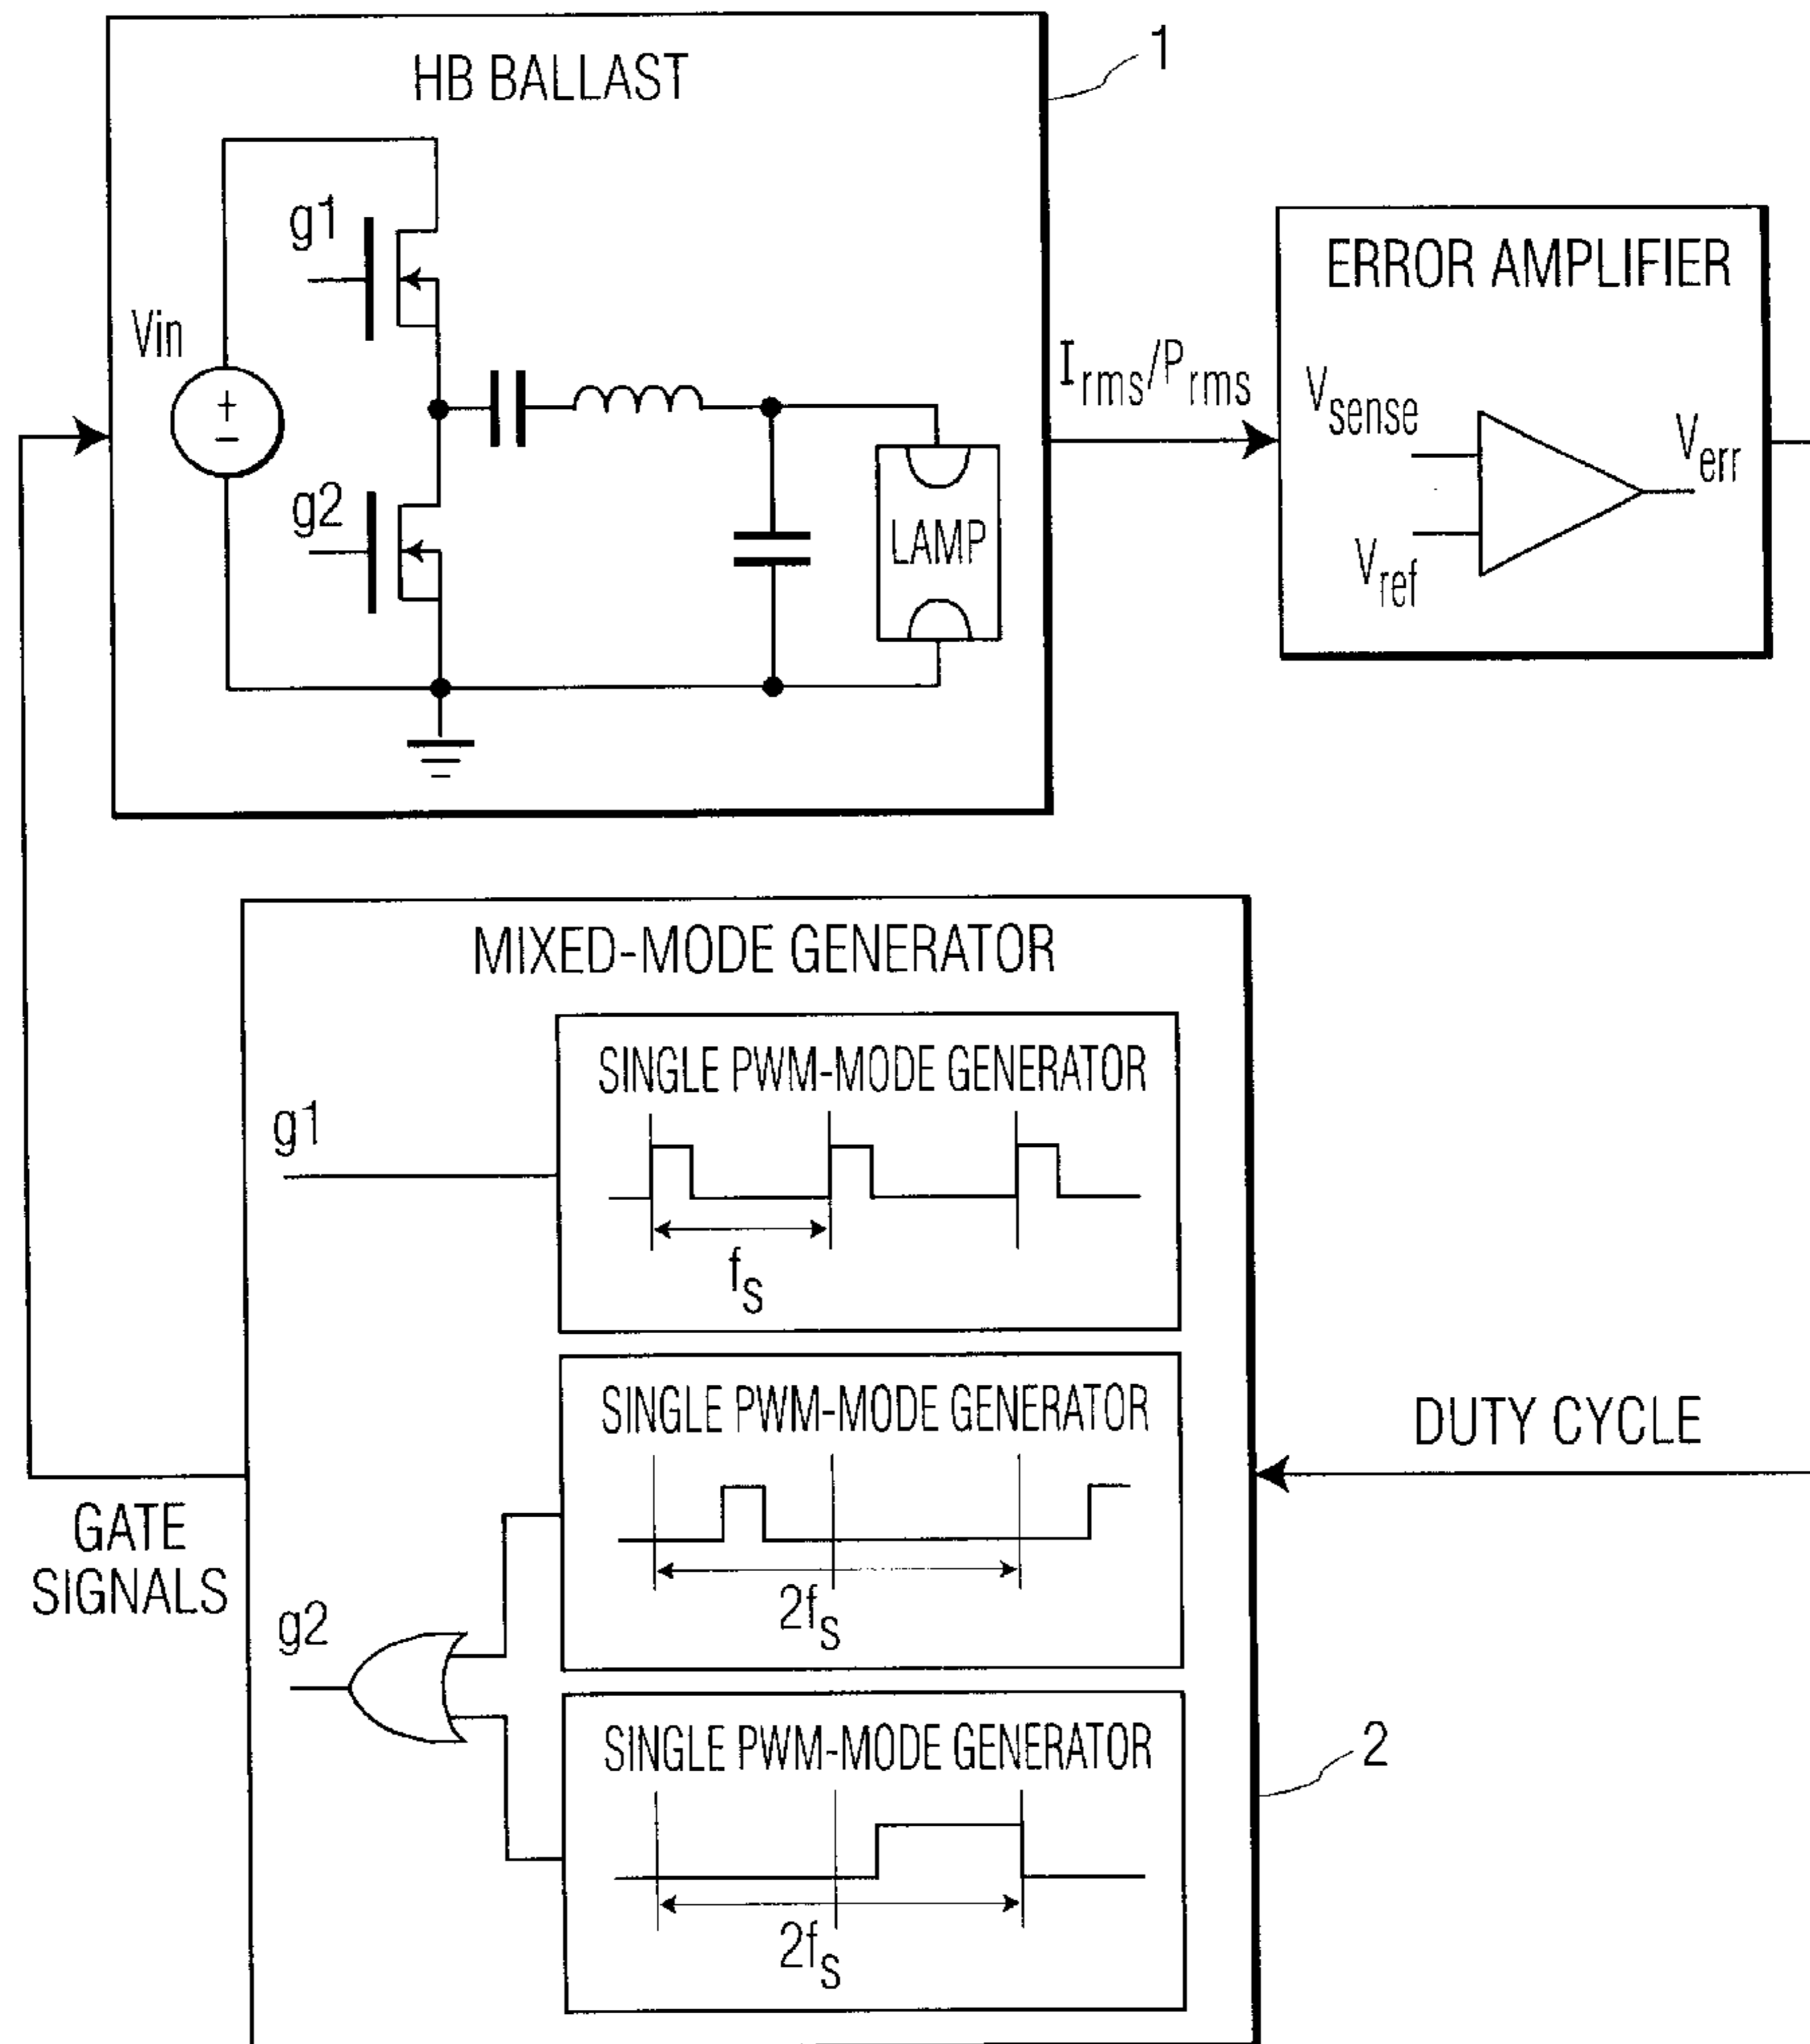 HB BALLAST
1
g1
Vin
+
−
g2
LAMP
Irms/Prms
ERROR AMPLIFIER
Vsense
Vref
Verr
MIXED-MODE GENERATOR
SINGLE PWM-MODE GENERATOR
g1
fS
SINGLE PWM-MODE GENERATOR
2fS
DUTY CYCLE
GATE
SIGNALS
g2
SINGLE PWM-MODE GENERATOR
2fS
2